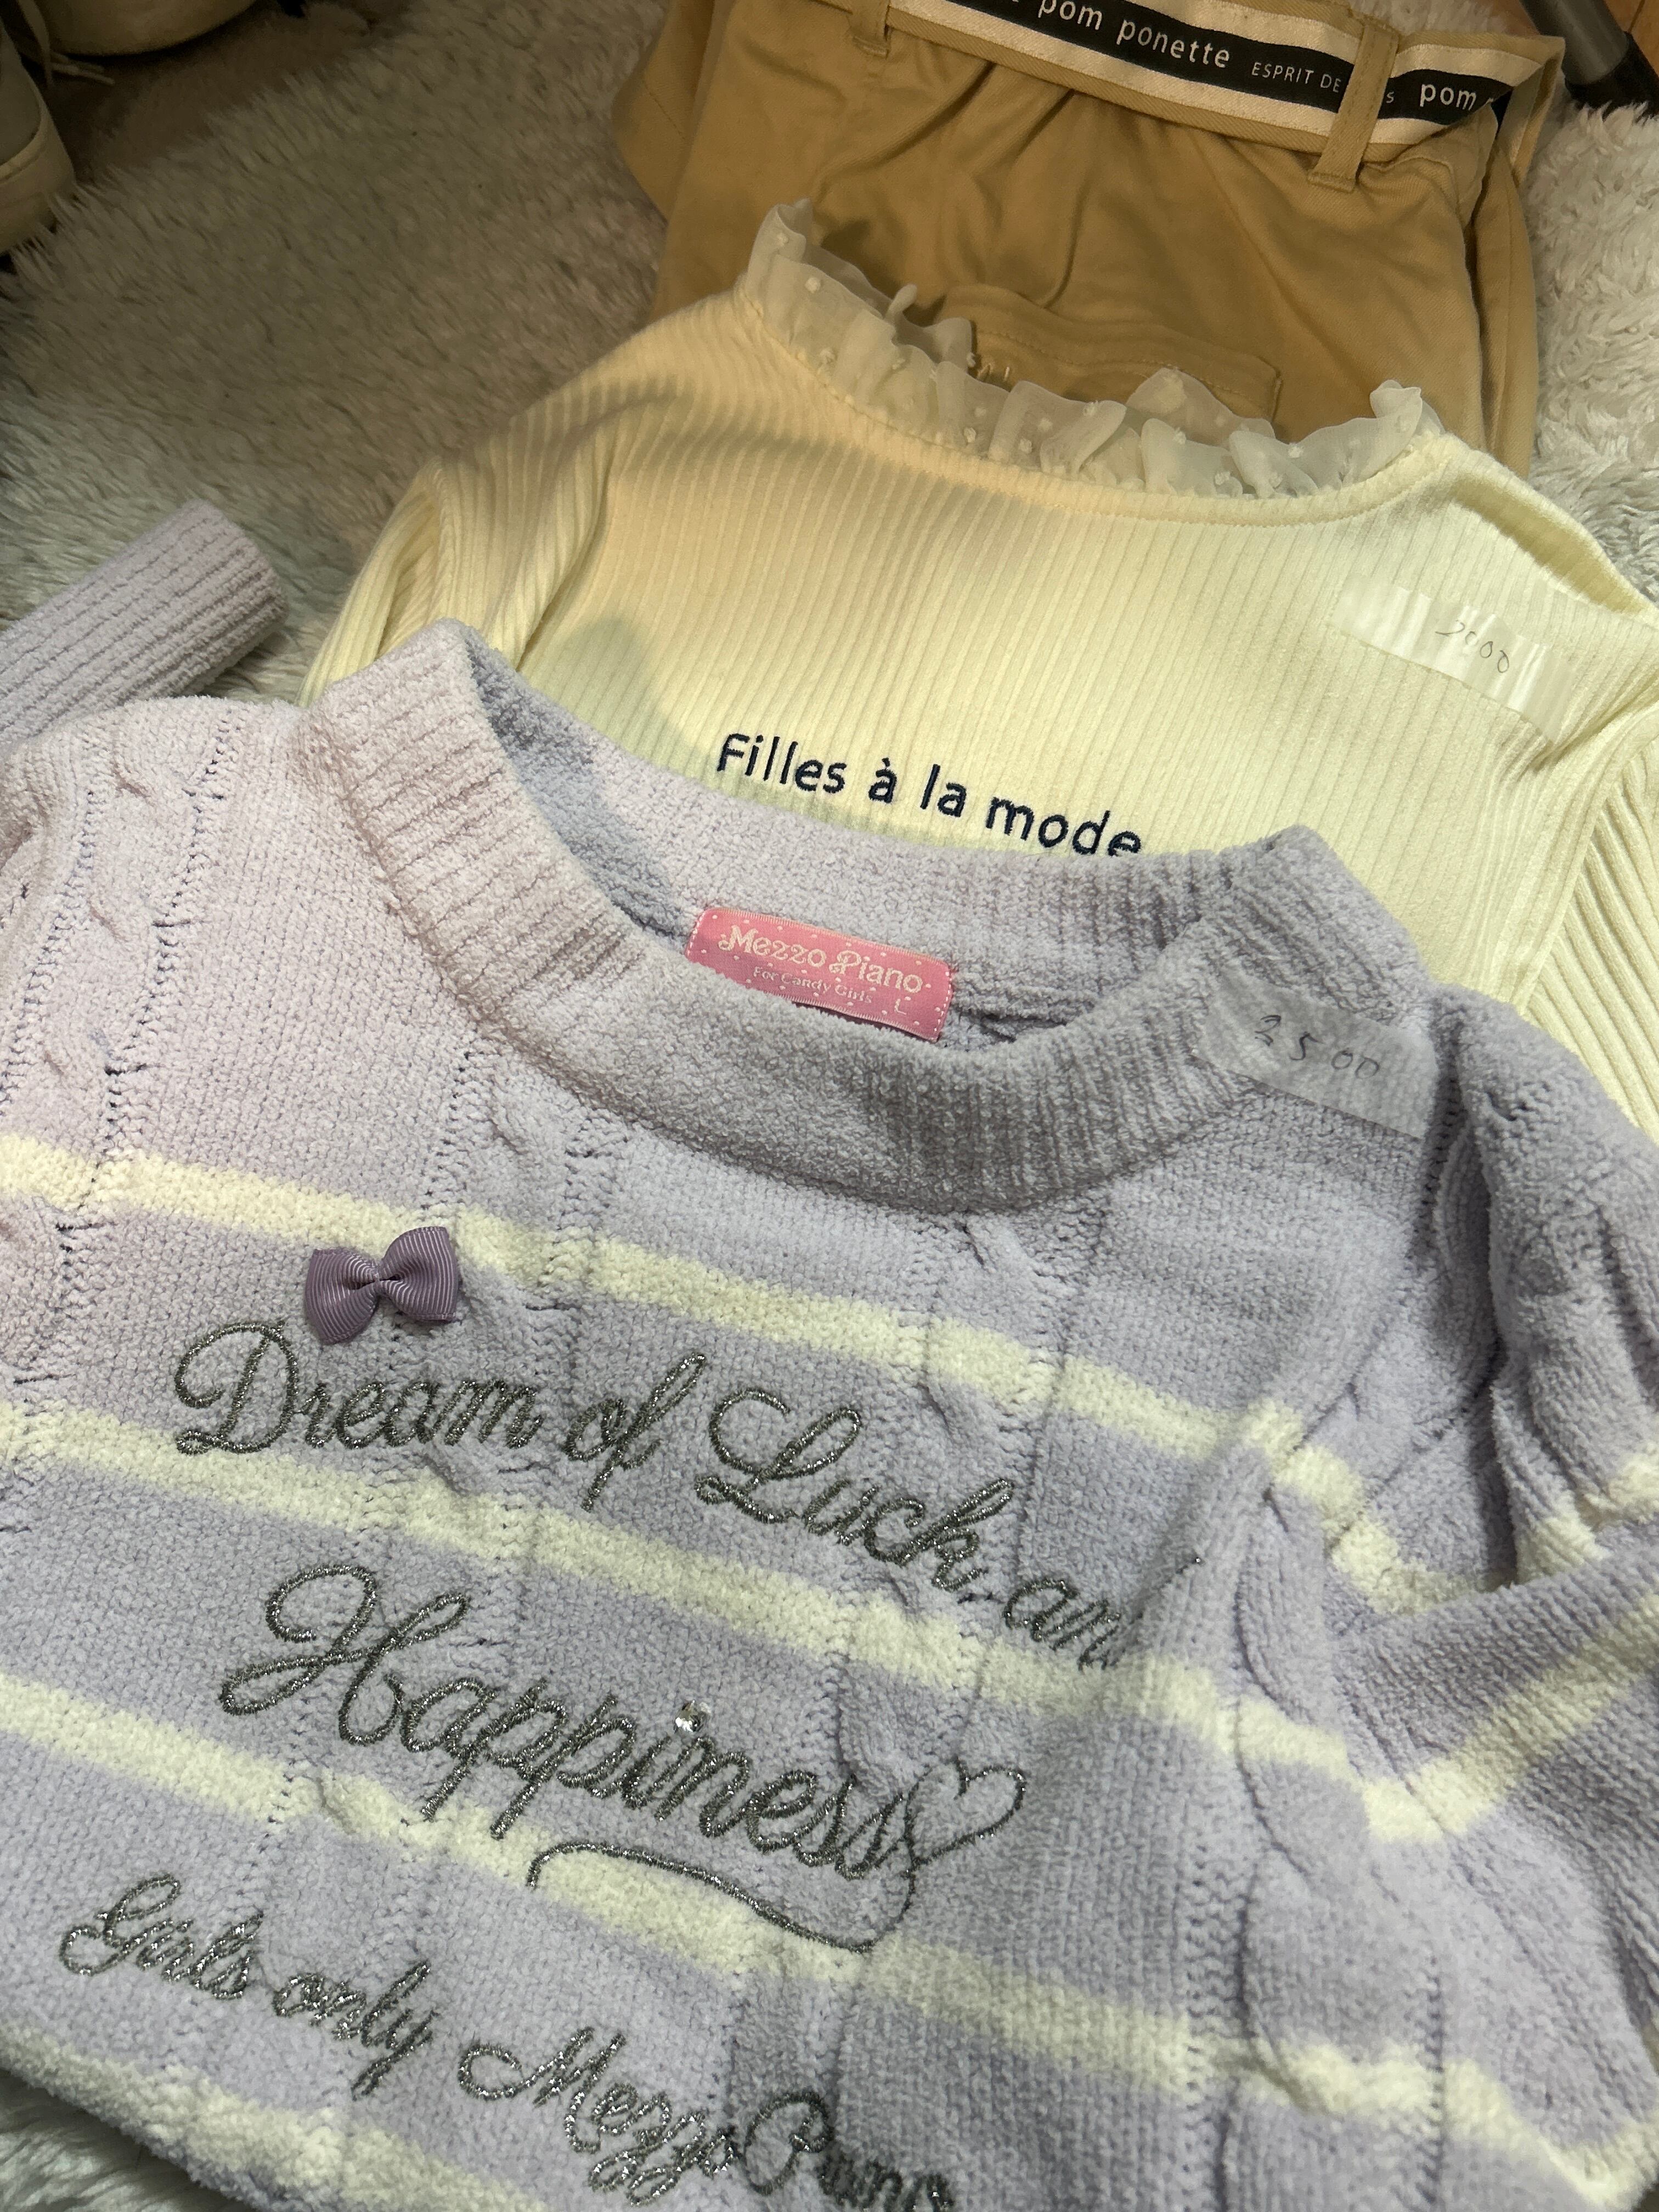 pom ponette ESPRIT DE pom
Filles à la mode
Mezzo Piano
For Candy Girls
L
2500
Dream of Luck an
Happiness
Girls only Mezzo Piano